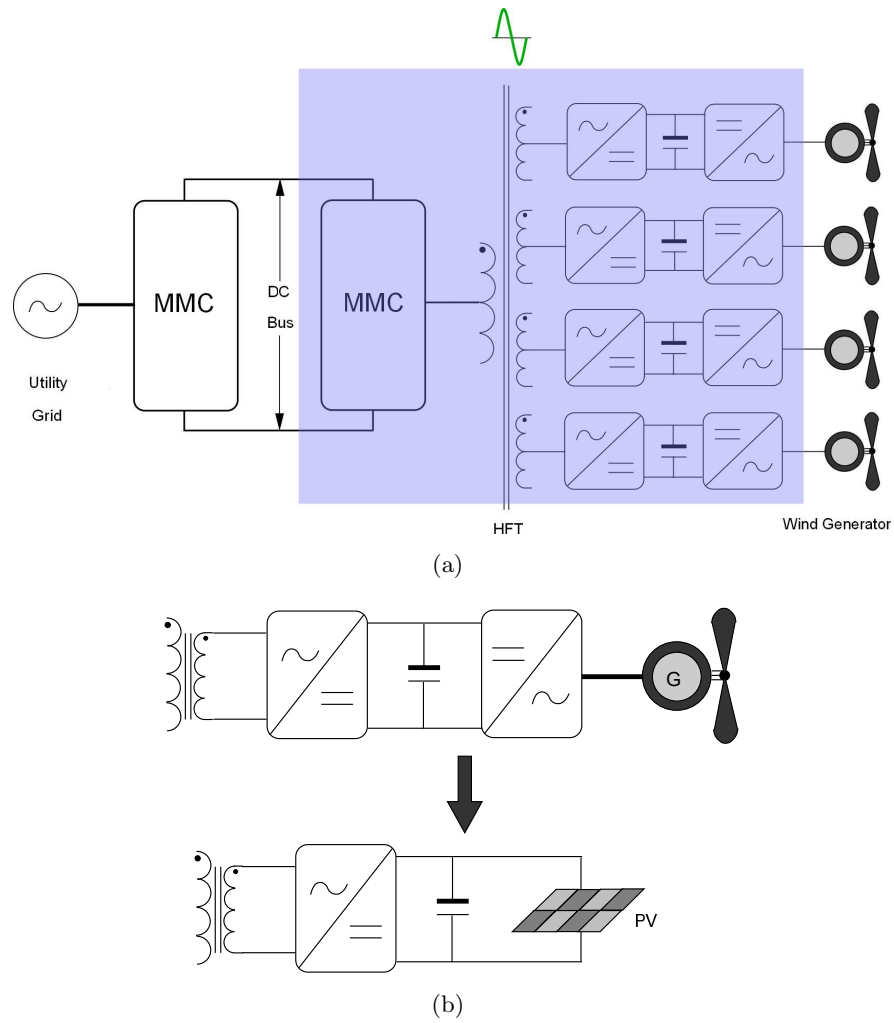 MMC
DC
Bus
MMC
Utility
Grid
HFT
Wind Generator
(a)
G
PV
(b)